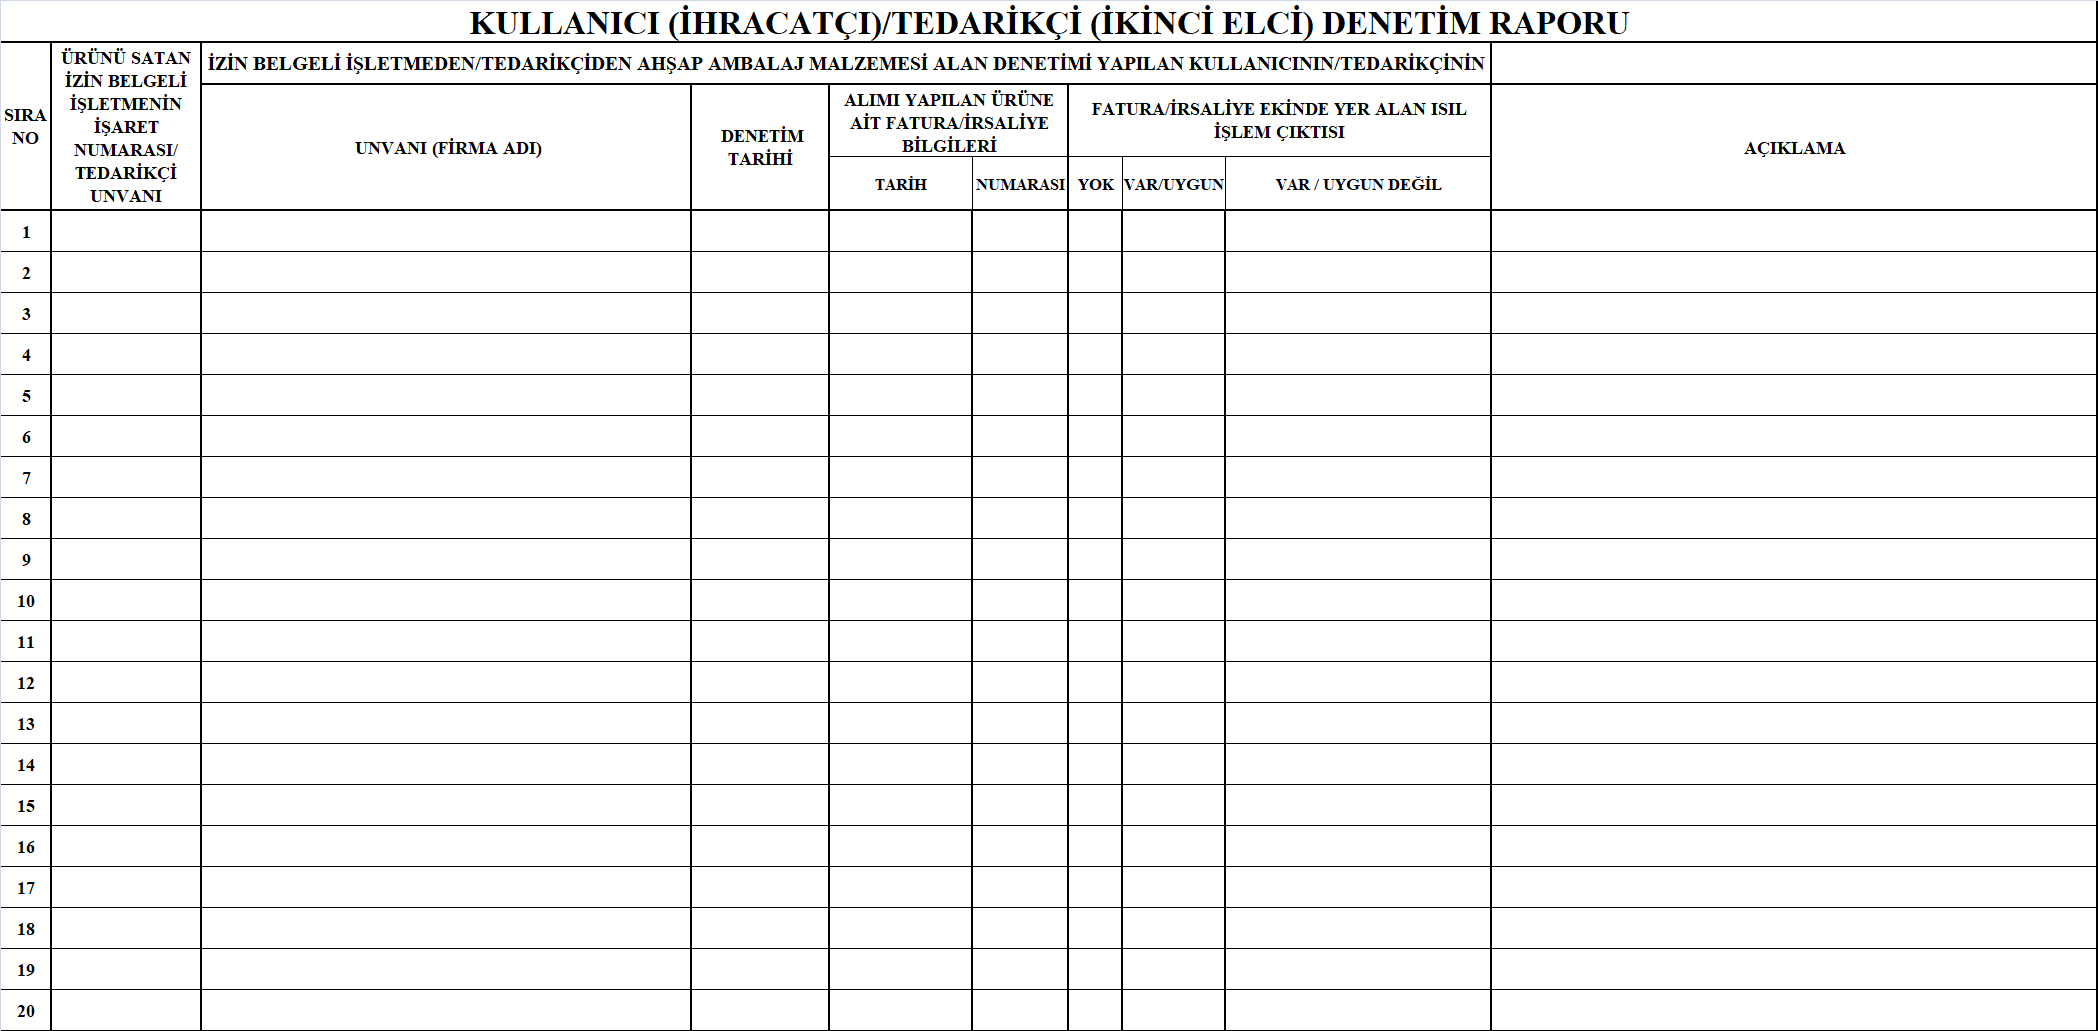 KULLANICI (İHRACATÇI)/TEDARİKÇİ (İKİNCİ ELCİ) DENETİM RAPORU
SIRA
NO
ÜRÜNÜ SATAN
İZİN BELGELİ
İŞLETMENİN
İŞARET
NUMARASI/
TEDARİKÇİ
UNVANI
İZİN BELGELİ İŞLETMEDEN/TEDARİKÇİDEN AHŞAP AMBALAJ MALZEMESİ ALAN DENETİMİ YAPILAN KULLANICININ/TEDARİKÇİNİN
UNVANI (FİRMA ADI)
DENETİM
TARİHİ
ALIMI YAPILAN ÜRÜNE
AİT FATURA/İRSALİYE
BİLGİLERİ
FATURA/İRSALİYE EKİNDE YER ALAN ISIL
İŞLEM ÇIKTISI
AÇIKLAMA
TARİH
NUMARASI
YOK
VAR/UYGUN
VAR / UYGUN DEĞİL
1
2
3
4
5
6
7
8
9
10
11
12
13
14
15
16
17
18
19
20